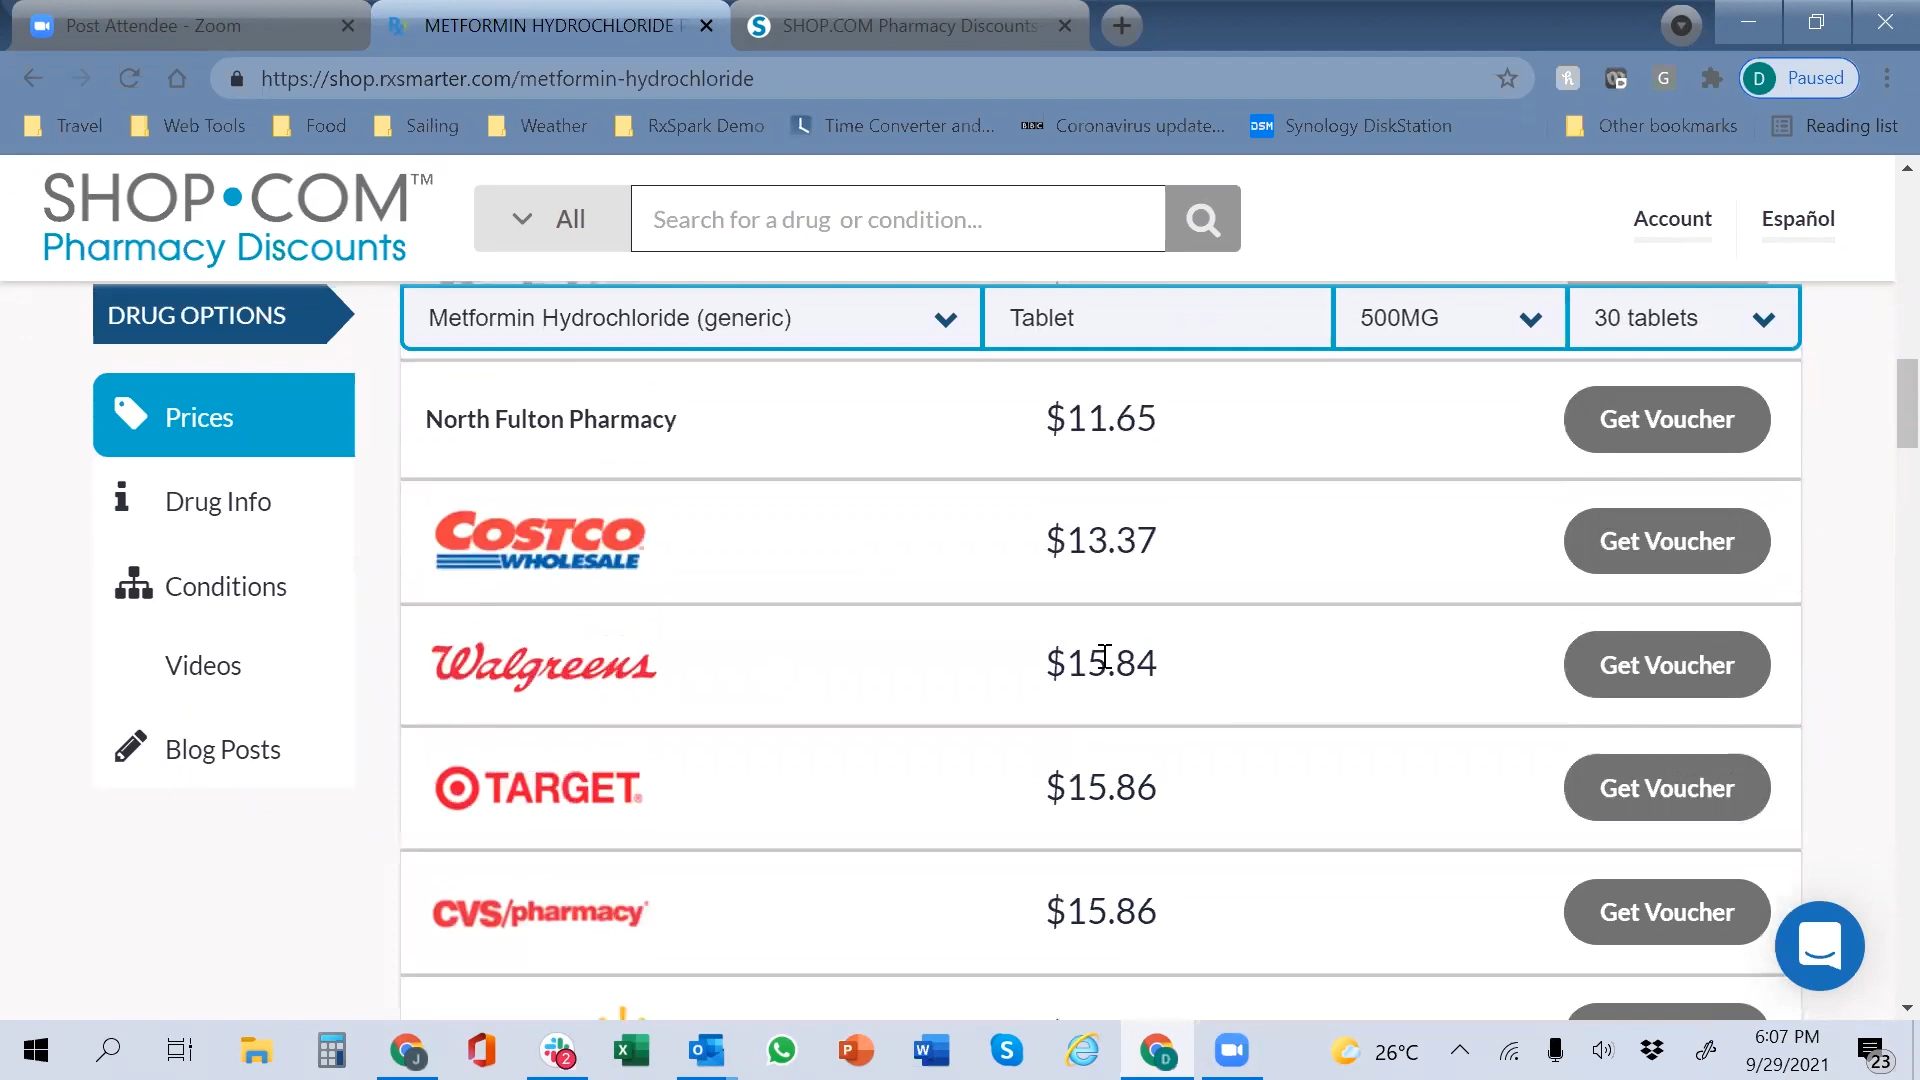 Post Attendee - Zoom
METFORMIN HYDROCHLORIDE
SHOP.COM Pharmacy Discounts-
https://shop.rxsmarter.com/metformin-hydrochloride
G
D Paused
Travel
Web Tools
Food
Sailing
Weather
RxSpark Demo
Time Converter and...
BBC Coronavirus update...
DSM Synology DiskStation
Other bookmarks
Reading list
SHOP•COM™
Pharmacy Discounts
All
Search for a drug or condition...
Account
Español
DRUG OPTIONS
Metformin Hydrochloride (generic)
Tablet
500MG
30 tablets
Prices
Drug Info
Conditions
Videos
Blog Posts
North Fulton Pharmacy $11.65 Get Voucher
COSTCO WHOLESALE $13.37 Get Voucher
Walgreens $15.84 Get Voucher
TARGET $15.86 Get Voucher
CVS/pharmacy $15.86 Get Voucher
J
2
X
O
P
W
S
D
26°C
6:07 PM
9/29/2021
23